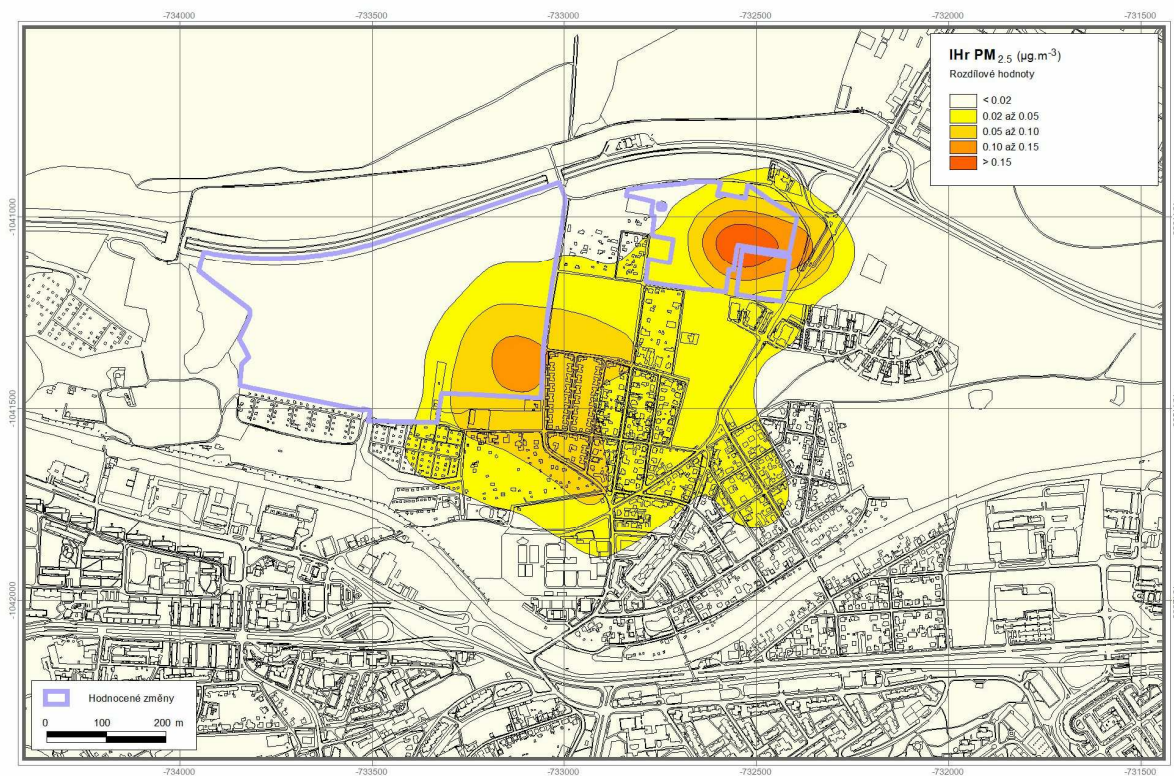 -734000 -733500 -733000 -732500 -732000 -731500
IHr PM2.5 (µg.m-3)
Rozdílové hodnoty
< 0.02
0.02 až 0.05
0.05 až 0.10
0.10 až 0.15
> 0.15
-1041000
-1041500
-1042000
Hodnocené změny
0 100 200 m
-734000 -733500 -733000 -732500 -732000 -731500